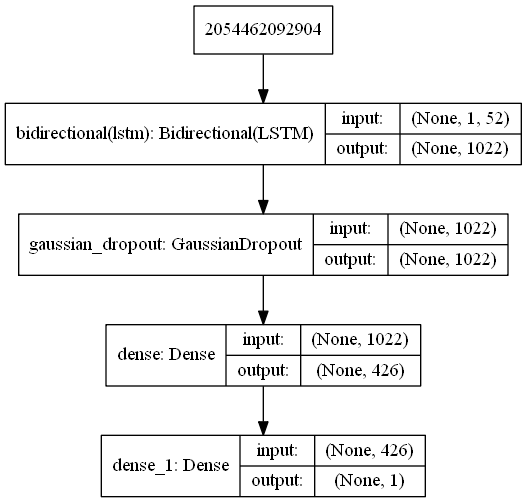 2054462092904
bidirectional(lstm): Bidirectional(LSTM)
input: (None, 1, 52)
output: (None, 1022)
gaussian_dropout: GaussianDropout
input: (None, 1022)
output: (None, 1022)
dense: Dense
input: (None, 1022)
output: (None, 426)
dense_1: Dense
input: (None, 426)
output: (None, 1)